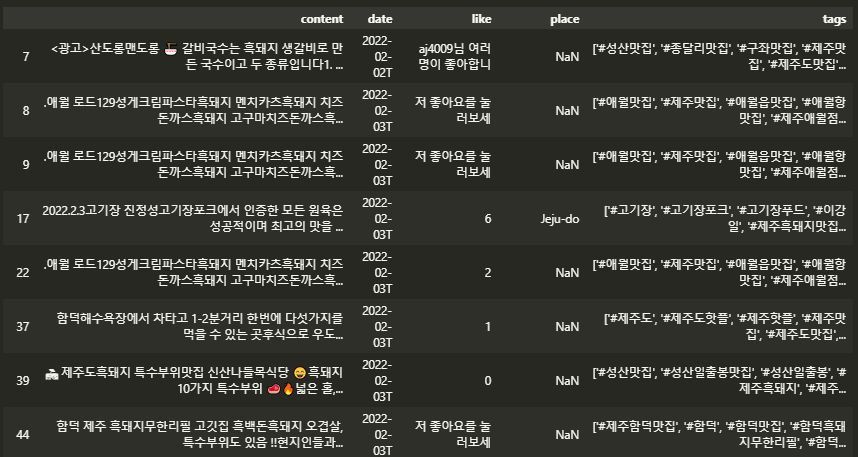 content date like place tags
7 <광고>산도롱맨도롱 🍜 갈비국수는 흑돼지 생갈비로 만 2022- aj4009님 여러 NaN ['#성산맛집', '#종달리맛집', '#구좌맛집', '#제주맛
든 국수이고 두 종류입니다1. ... 02- 명이 좋아합니 집', '#제주도맛집'...
02T
8 .애월 로드129성게크림파스타흑돼지 멘치카츠흑돼지 치즈 2022- 저 좋아요를 눌 NaN ['#애월맛집', '#제주맛집', '#애월읍맛집', '#애월항
돈까스흑돼지 고구마치즈돈까스흑... 02- 러보세 맛집', '#제주애월점...
03T
9 .애월 로드129성게크림파스타흑돼지 멘치카츠흑돼지 치즈 2022- 저 좋아요를 눌 NaN ['#애월맛집', '#제주맛집', '#애월읍맛집', '#애월항
돈까스흑돼지 고구마치즈돈까스흑... 02- 러보세 맛집', '#제주애월점...
03T
17 2022.2.3고기장 진정성고기장포크에서 인증한 모든 원육은 2022- 6 Jeju-do ['#고기장', '#고기장포크', '#고기장푸드', '#이강
성공적이며 최고의 맛을 ... 02- 일', '#제주흑돼지맛집...
03T
22 .애월 로드129성게크림파스타흑돼지 멘치카츠흑돼지 치즈 2022- 2 NaN ['#애월맛집', '#제주맛집', '#애월읍맛집', '#애월항
돈까스흑돼지 고구마치즈돈까스흑... 02- 맛집', '#제주애월점...
03T
37 함덕해수욕장에서 차타고 1-2분거리 한번에 다섯가지를 2022- 1 NaN ['#제주도', '#제주도핫플', '#제주핫플', '#제주맛
먹을 수 있는 곳후식으로 우도... 02- 집', '#제주도맛집',...
03T
39 제주도흑돼지 특수부위맛집 신산나들목식당 😄흑돼지 2022- 0 NaN ['#성산맛집', '#성산일출봉맛집', '#성산일출봉', '#
10가지 특수부위 🥩🔥넓은 홀,... 02- 제주흑돼지', '#제주...
03T
44 함덕 제주 흑돼지무한리필 고깃집 흑백돈흑돼지 오겹살, 2022- 저 좋아요를 눌 NaN ['#제주함덕맛집', '#함덕', '#함덕맛집', '#함덕흑돼
특수부위도 있음 !!현지인들과... 02- 러보세 지무한리필', '#함덕...
03T